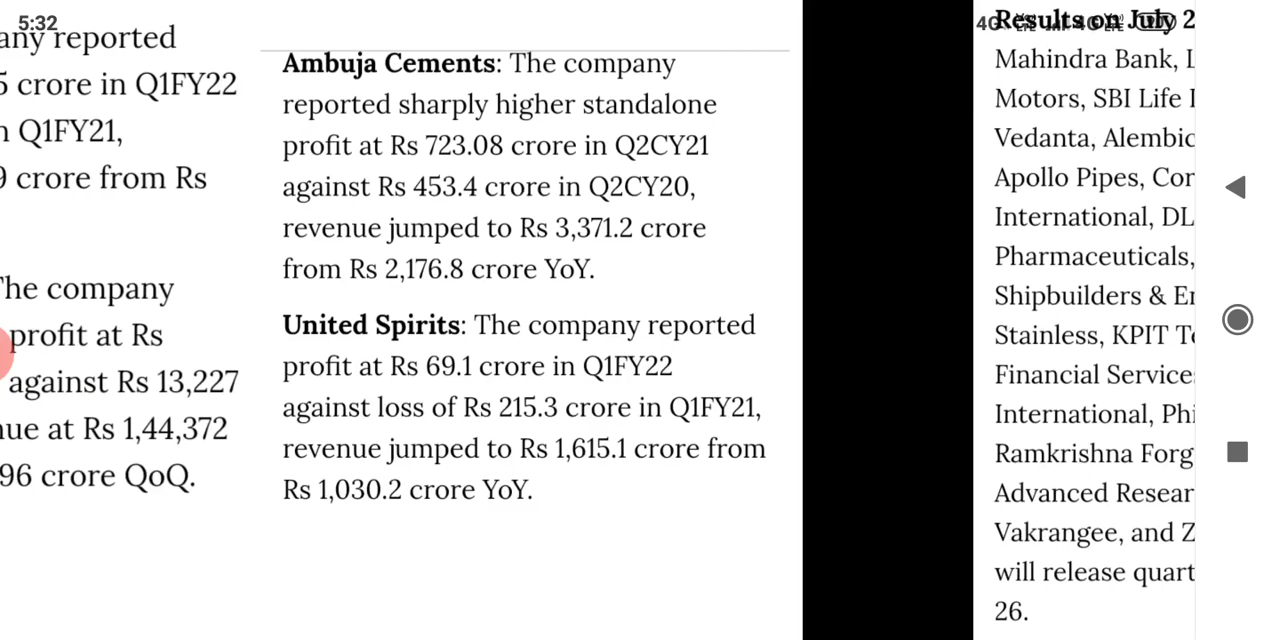 5:32
any reported
5 crore in Q1FY22
Q1FY21,
9 crore from Rs
The company
profit at Rs
against Rs 13,227
at Rs 1,44,372
96 crore QoQ.
Ambuja Cements: The company
reported sharply higher standalone
profit at Rs 723.08 crore in Q2CY21
against Rs 453.4 crore in Q2CY20,
revenue jumped to Rs 3,371.2 crore
from Rs 2,176.8 crore YoY.
United Spirits: The company reported
profit at Rs 69.1 crore in Q1FY22
against loss of Rs 215.3 crore in Q1FY21,
revenue jumped to Rs 1,615.1 crore from
Rs 1,030.2 crore YoY.
Results on July 2
Mahindra Bank,
Motors, SBI Life
Vedanta, Alembic
Apollo Pipes, Cor
International, DL
Pharmaceuticals,
Shipbuilders & Er
Stainless, KPIT Te
Financial Service
International, Phi
Ramkrishna Forg
Advanced Resear
Vakrangee, and Z
will release quart
26.